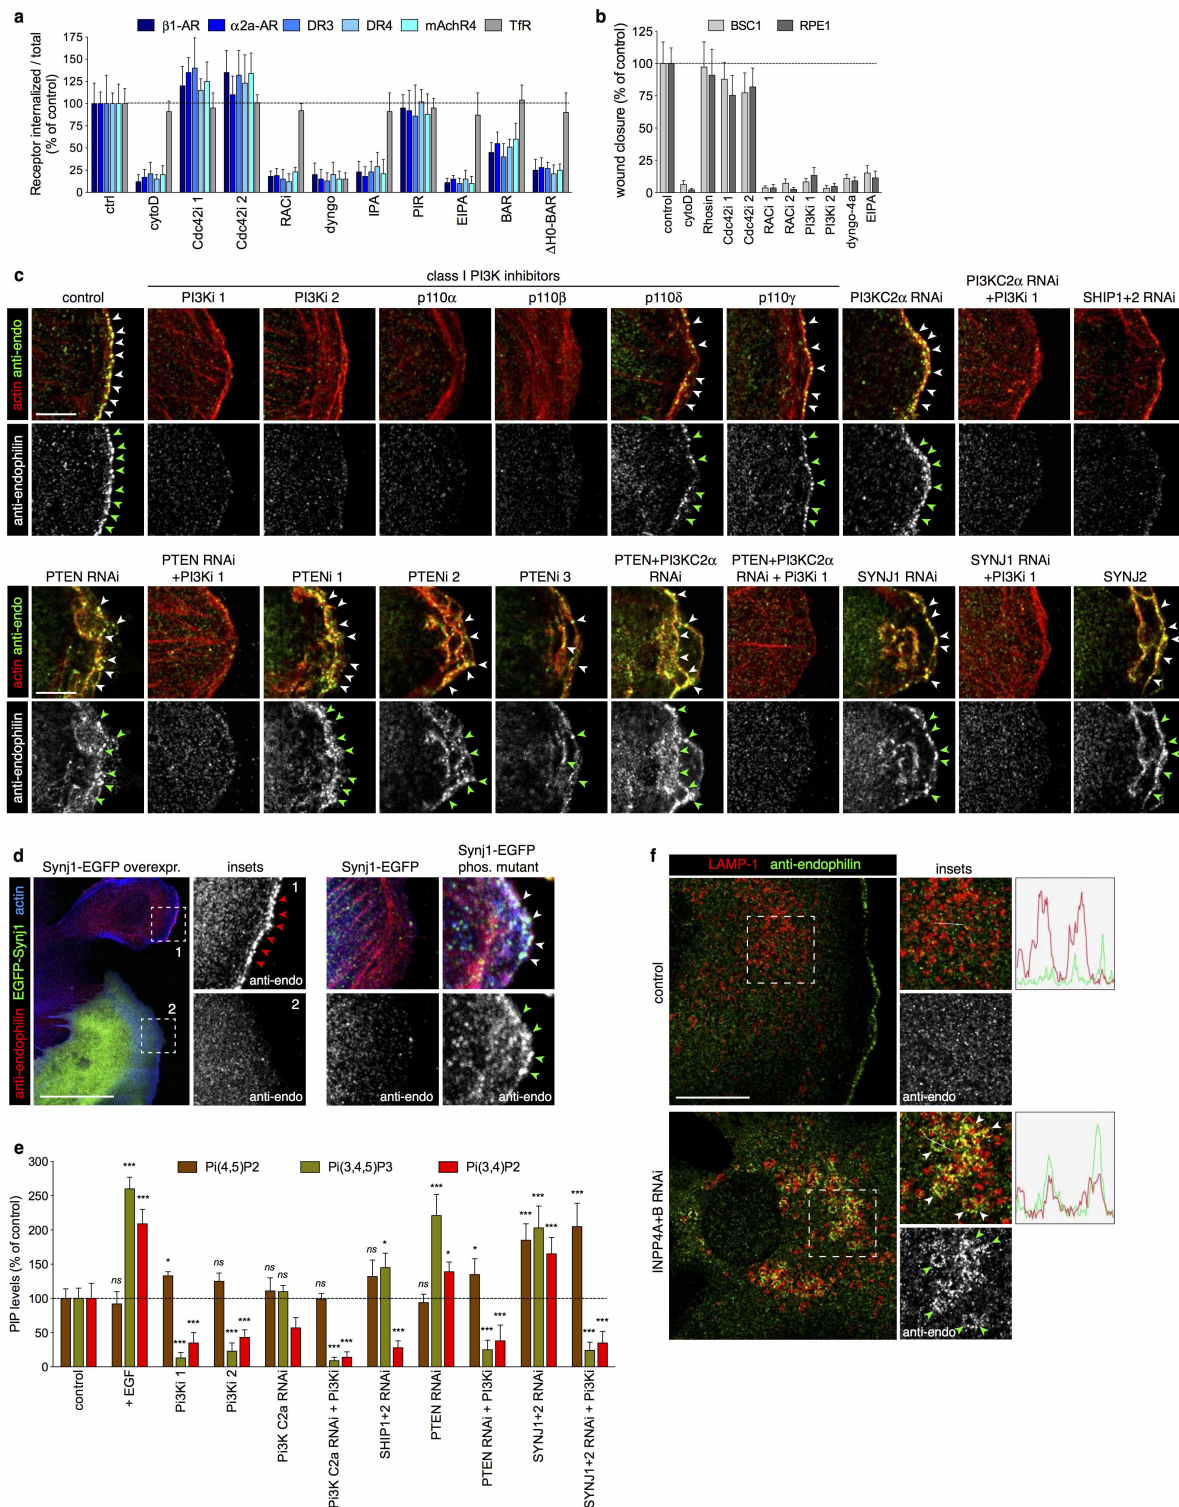 a
β1-AR α2a-AR DR3 DR4 mAchR4 TfR
Receptor internalized / total
(% of control)
175
150
125
100
75
50
25
0
ctrl
cytoD
Cdc42i 1
Cdc42i 2
RACi
dyngo
IPA
PIR
EIPA
BAR
ΔH0-BAR
b
BSC1 RPE1
wound closure (% of control)
125
100
75
50
25
0
control
cytoD
Rhosin
Cdc42i 1
Cdc42i 2
RACi 1
RACi 2
PI3Ki 1
PI3Ki 2
dyngo-4a
EIPA
c
class I PI3K inhibitors
control
PI3Ki 1
PI3Ki 2
p110α
p110β
p110δ
p110γ
PI3KC2α RNAi
PI3KC2α RNAi
+PI3Ki 1
SHIP1+2 RNAi
actin anti-endo
anti-endophilin
PTEN RNAi
PTEN RNAi
+PI3Ki 1
PTENi 1
PTENi 2
PTENi 3
PTEN+PI3KC2α
RNAi
PTEN+PI3KC2α
RNAi + Pi3Ki 1
SYNJ1 RNAi
SYNJ1 RNAi
+PI3Ki 1
SYNJ2
actin anti-endo
anti-endophilin
d
Synj1-EGFP overexpr.
insets
Synj1-EGFP
Synj1-EGFP
phos. mutant
anti-endophilin EGFP-Synj1 actin
1
2
1
anti-endo
2
anti-endo
anti-endo
anti-endo
e
Pi(4,5)P2 Pi(3,4,5)P3 Pi(3,4)P2
PIP levels (% of control)
300
250
200
150
100
50
0
ns
***
***
*
***
***
***
***
ns
ns
***
***
ns
*
***
ns
***
*
*
***
***
***
***
***
***
***
***
control
+ EGF
Pi3Ki 1
Pi3Ki 2
Pi3K C2a RNAi
Pi3K C2a RNAi + Pi3Ki
SHIP1+2 RNAi
PTEN RNAi
PTEN RNAi + PI3Ki
SYNJ1+2 RNAi
SYNJ1+2 RNAi + Pi3Ki
f
LAMP-1 anti-endophilin
insets
control
anti-endo
INPP4A+B RNAi
anti-endo